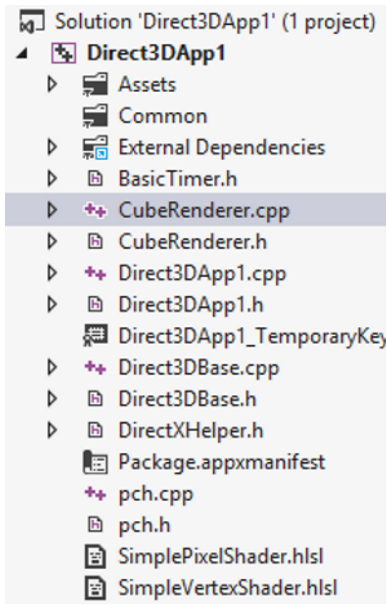 Solution 'Direct3DApp1' (1 project)
Direct3DApp1
Assets
Common
External Dependencies
BasicTimer.h
CubeRenderer.cpp
CubeRenderer.h
Direct3DApp1.cpp
Direct3DApp1.h
Direct3DApp1_TemporaryKey
Direct3DBase.cpp
Direct3DBase.h
DirectXHelper.h
Package.appxmanifest
pch.cpp
pch.h
SimplePixelShader.hlsl
SimpleVertexShader.hlsl